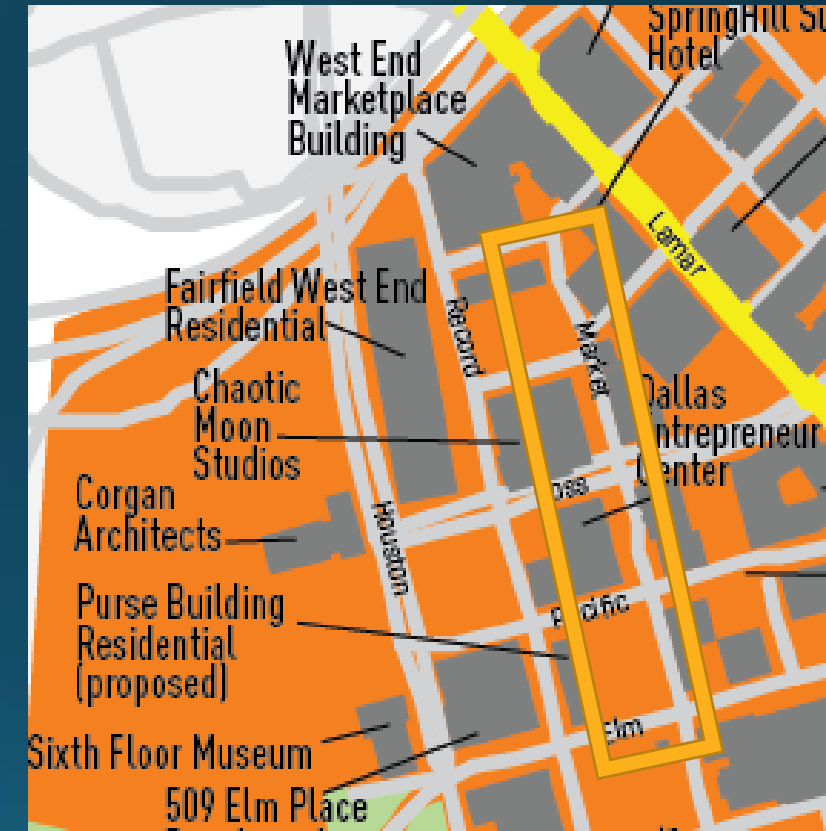 SpringHill Su
Hotel
West End
Marketplace
Building
Lamar
Fairfield West End
Residential
Record
Market
Chaotic
Moon
Studios
Dallas
Entrepreneur
Center
Corgan
Architects
Houston
Purse Building
Residential
(proposed)
Pacific
Sixth Floor Museum
Elm
509 Elm Place